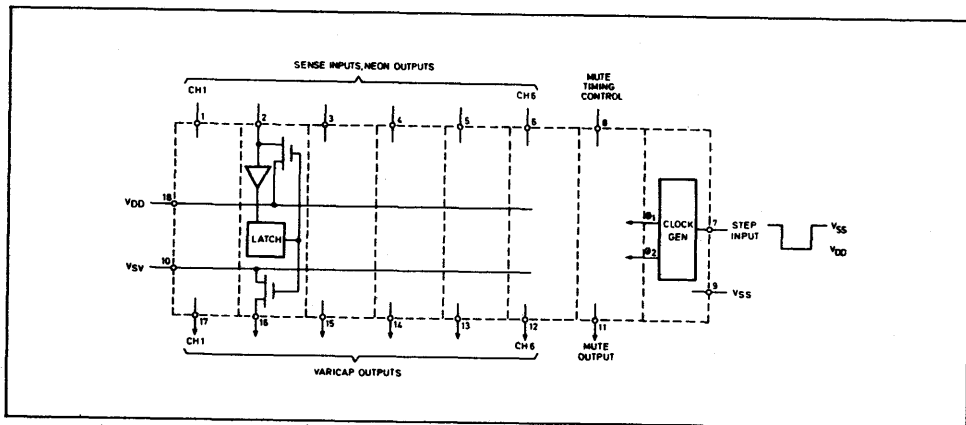 SENSE INPUTS, NEON OUTPUTS
CH1
CH6
MUTE
TIMING
CONTROL
1
2
3
4
5
6
8
VDD
18
LATCH
VSV
10
Ø1
Ø2
CLOCK
GEN
7
STEP
INPUT
VSS
VDD
9
VSS
17
16
15
14
13
12
11
CH1
CH6
MUTE
OUTPUT
VARICAP OUTPUTS